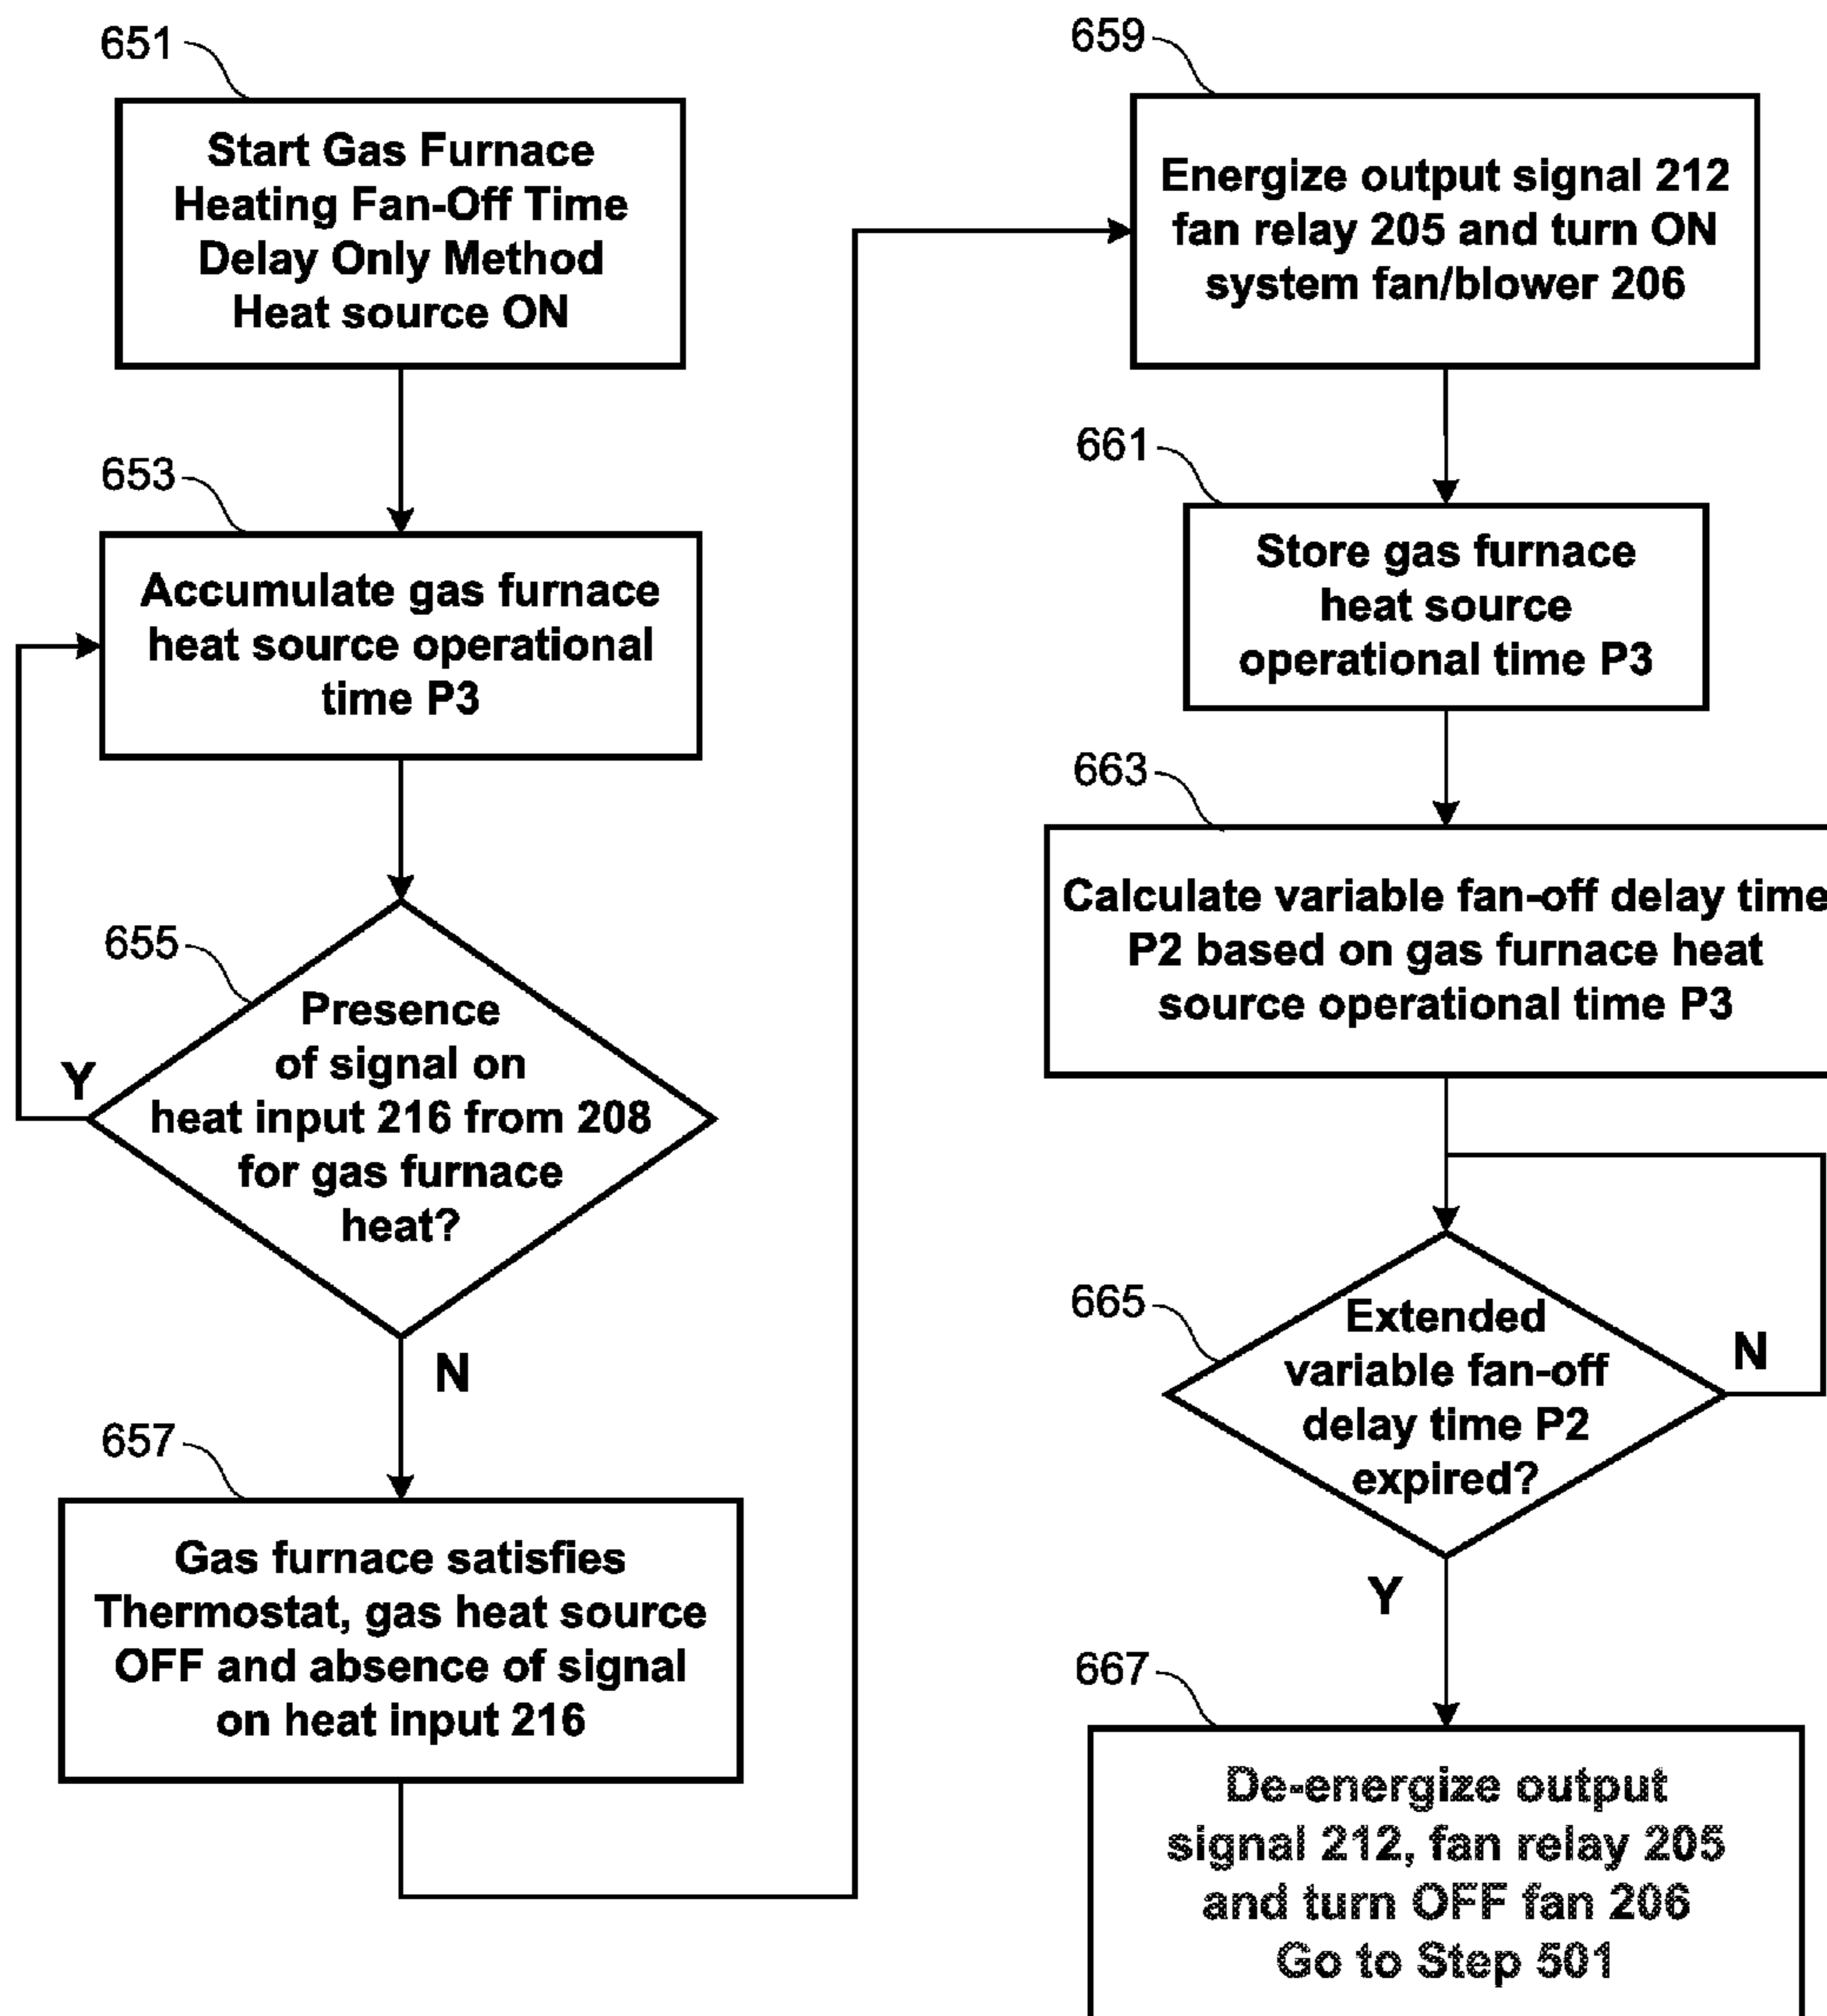 651
Start Gas Furnace
Heating Fan-Off Time
Delay Only Method
Heat source ON
653
Accumulate gas furnace
heat source operational
time P3
655
Presence
of signal on
heat input 216 from 208
for gas furnace
heat?
Y
N
657
Gas furnace satisfies
Thermostat, gas heat source
OFF and absence of signal
on heat input 216
659
Energize output signal 212
fan relay 205 and turn ON
system fan/blower 206
661
Store gas furnace
heat source
operational time P3
663
Calculate variable fan-off delay time
P2 based on gas furnace heat
source operational time P3
665
Extended
variable fan-off
delay time P2
expired?
N
Y
667
De-energize output
signal 212, fan relay 205
and turn OFF fan 206
Go to Step 501